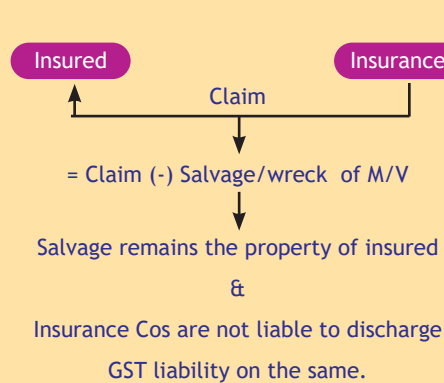 Insured Insurance
Claim
= Claim (-) Salvage/wreck of M/V
Salvage remains the property of insured
&
Insurance Cos are not liable to discharge
GST liability on the same.